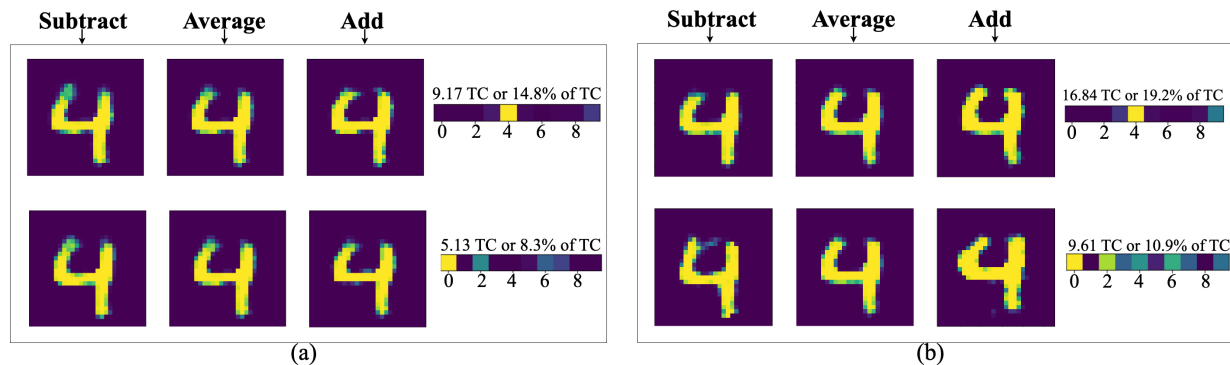 Subtract Average Add
9.17 TC or 14.8% of TC
0 2 4 6 8
5.13 TC or 8.3% of TC
0 2 4 6 8
(a)
Subtract Average Add
16.84 TC or 19.2% of TC
0 2 4 6 8
9.61 TC or 10.9% of TC
0 2 4 6 8
(b)